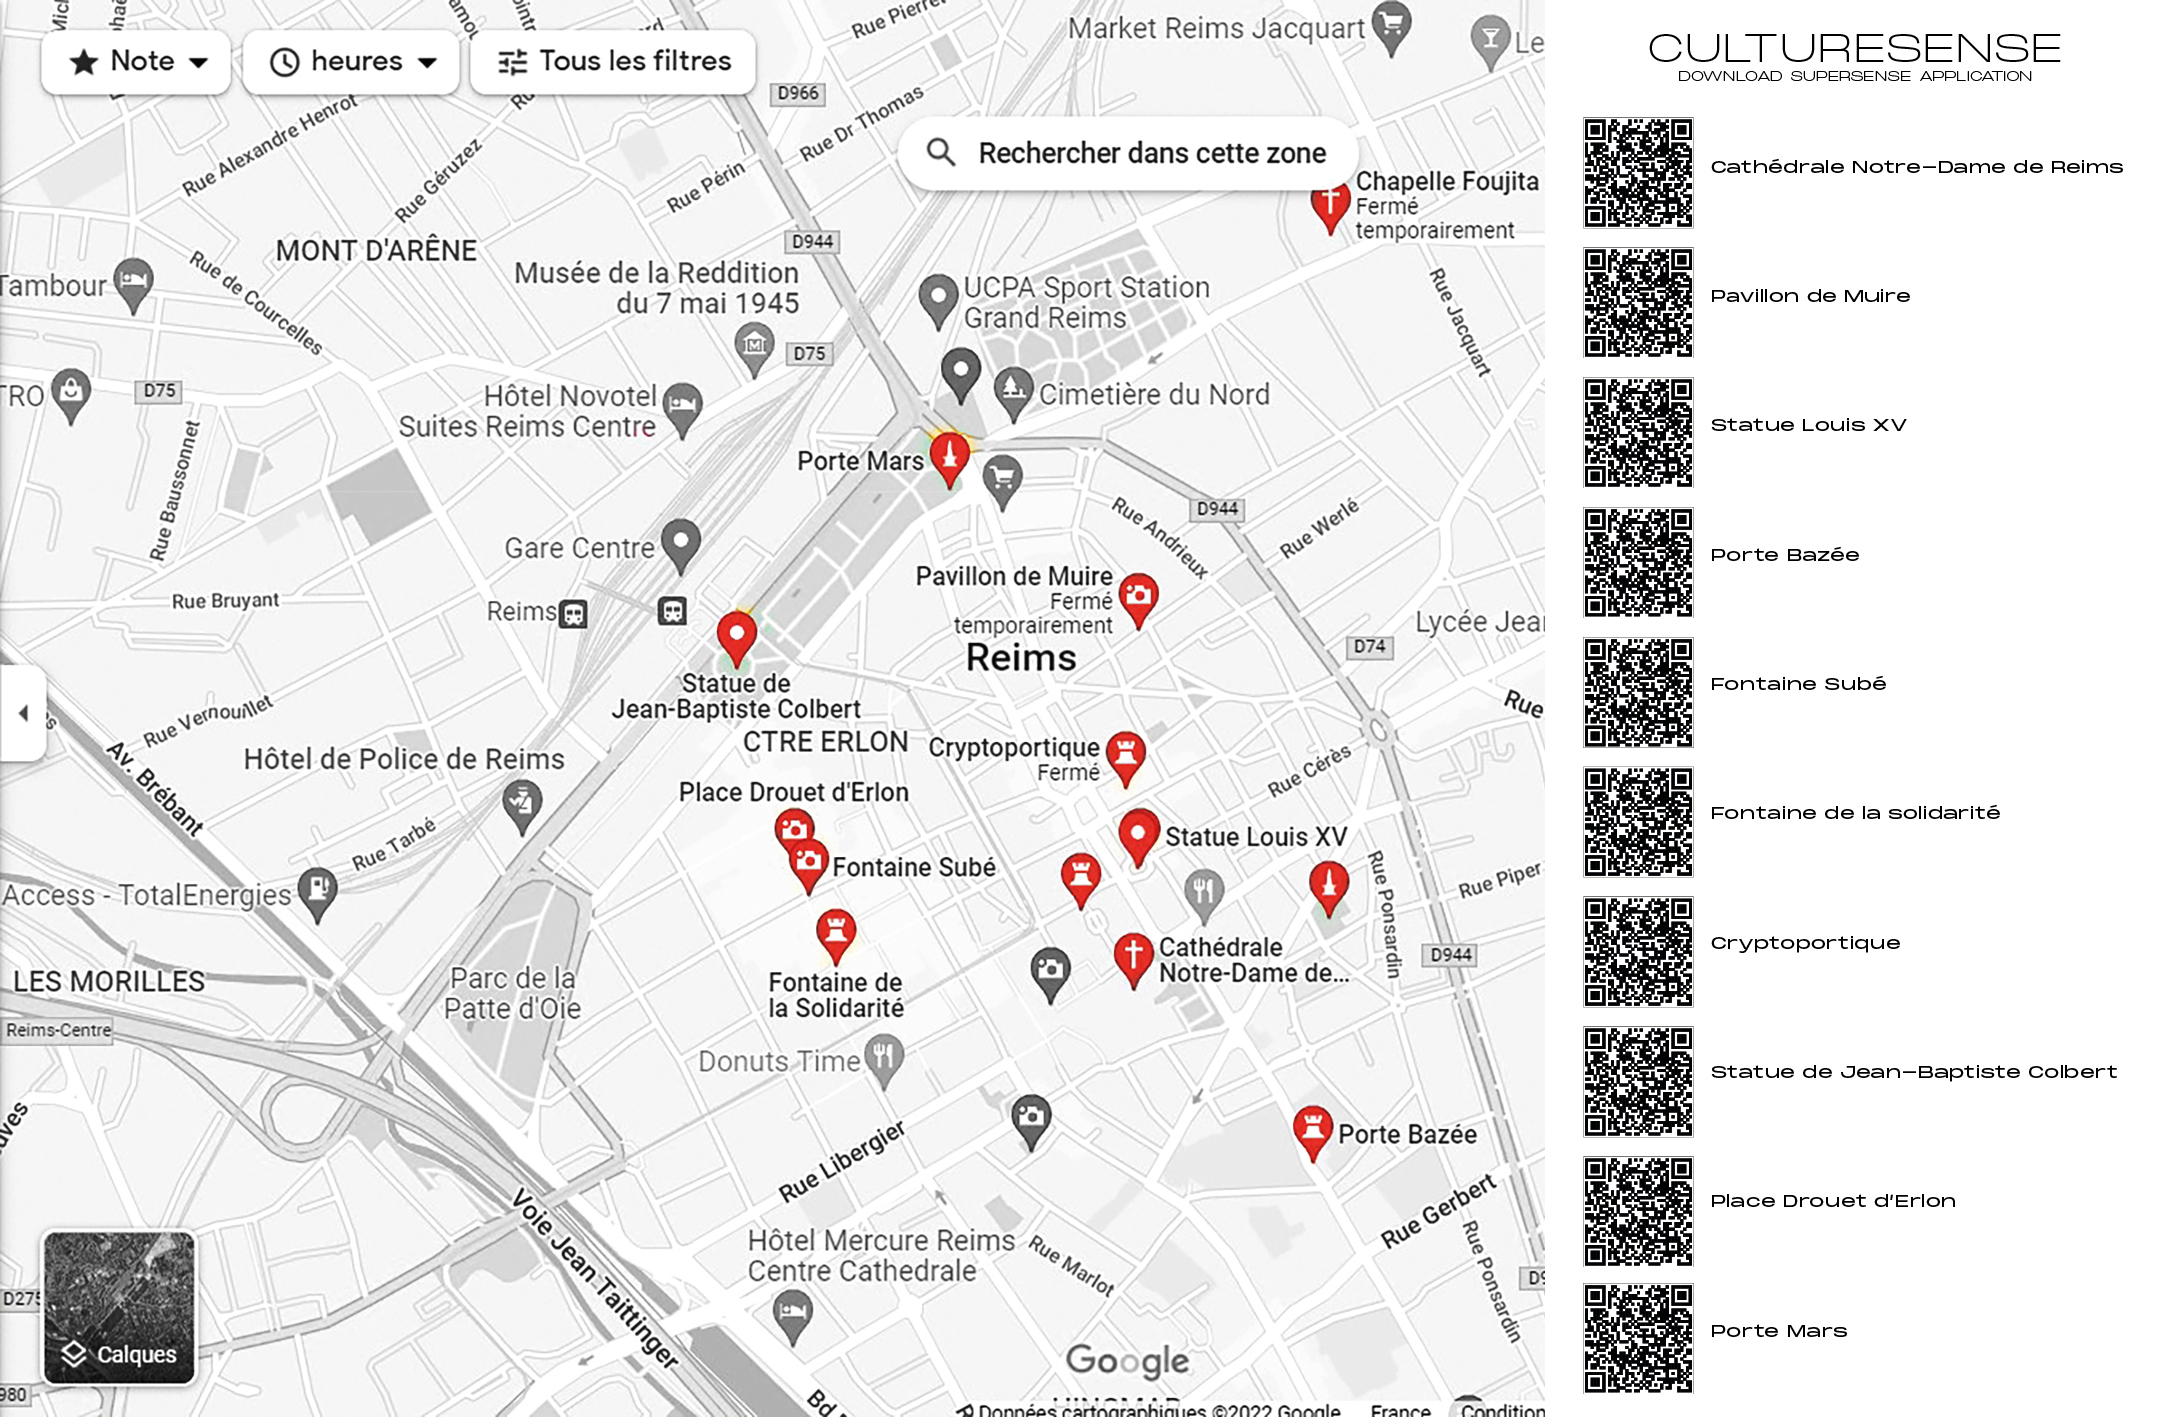 Note
heures
Tous les filtres
Rue Pierre
Market Reims Jacquart
Le
D966
Rue Dr Thomas
Rue Alexandre Henrot
Rechercher dans cette zone
Rue Géruzez
Rue Périn
Chapelle Foujita
Fermé
temporairement
MONT D'ARÊNE
D944
Rue de Courcelles
Musée de la Reddition
du 7 mai 1945
Tambour
UCPA Sport Station
Grand Reims
Rue Jacquart
D75
TRO
D75
Hôtel Novotel
Suites Reims Centre
Cimetière du Nord
Rue Baussonnet
Porte Mars
D944
Rue Andrieux
Rue Werlé
Gare Centre
Pavillon de Muire
Fermé
temporairement
Rue Bruyant
Reims
Reims
Lycée Jea
D74
Statue de
Jean-Baptiste Colbert
Rue
Rue Vernouillet
CTRE ERLON
Cryptoportique
Fermé
Hôtel de Police de Reims
Av. Brébant
Rue Cérès
Place Drouet d'Erlon
Rue Tarbé
Statue Louis XV
Fontaine Subé
Access - TotalEnergies
Rue Ponsardin
Rue Piper
Cathédrale
Notre-Dame de...
D944
LES MORILLES
Parc de la
Patte d'Oie
Fontaine de
la Solidarité
Reims-Centre
Donuts Time
Rue Libergier
Porte Bazée
uves
Voie Jean Taittinger
Rue Gerbert
Hôtel Mercure Reims
Centre Cathedrale
Rue Marlot
Rue Ponsardin
D275
D9
Calques
Google
980
Bd
HINCMAR
Données cartographiques ©2022 Google
France
Condition
CULTURESENSE
DOWNLOAD SUPERSENSE APPLICATION
Cathédrale Notre-Dame de Reims
Pavillon de Muire
Statue Louis XV
Porte Bazée
Fontaine Subé
Fontaine de la solidarité
Cryptoportique
Statue de Jean-Baptiste Colbert
Place Drouet d'Erlon
Porte Mars